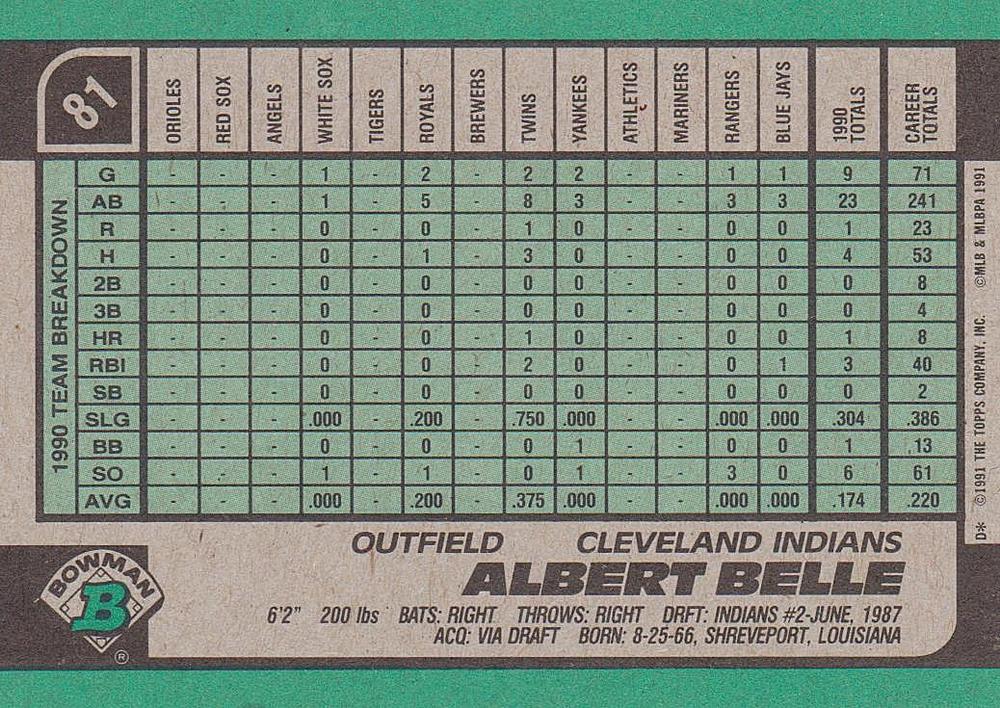 81 ORIOLES RED SOX ANGELS WHITE SOX TIGERS ROYALS BREWERS TWINS YANKEES ATHLETICS MARINERS RANGERS BLUE JAYS 1990 TOTALS CAREER TOTALS
1990 TEAM BREAKDOWN
G - - - 1 - 2 - 2 2 - - 1 1 9 71
AB - - - 1 - 5 - 8 3 - - 3 3 23 241
R - - - 0 - 0 - 1 0 - - 0 0 1 23
H - - - 0 - 1 - 3 0 - - 0 0 4 53
2B - - - 0 - 0 - 0 0 - - 0 0 0 8
3B - - - 0 - 0 - 0 0 - - 0 0 0 4
HR - - - 0 - 0 - 1 0 - - 0 0 1 8
RBI - - - 0 - 0 - 2 0 - - 0 1 3 40
SB - - - 0 - 0 - 0 0 - - 0 0 0 2
SLG - - - .000 - .200 - .750 .000 - - .000 .000 .304 .386
BB - - - 0 - 0 - 0 1 - - 0 0 1 13
SO - - - 1 - 1 - 0 1 - - 3 0 6 61
AVG - - - .000 - .200 - .375 .000 - - .000 .000 .174 .220
D* ©1991 THE TOPPS COMPANY, INC. ©MLB & MLBPA 1991
OUTFIELD CLEVELAND INDIANS
ALBERT BELLE
6'2" 200 lbs BATS: RIGHT THROWS: RIGHT DRFT: INDIANS #2-JUNE, 1987
ACQ: VIA DRAFT BORN: 8-25-66, SHREVEPORT, LOUISIANA
BOWMAN
B
®